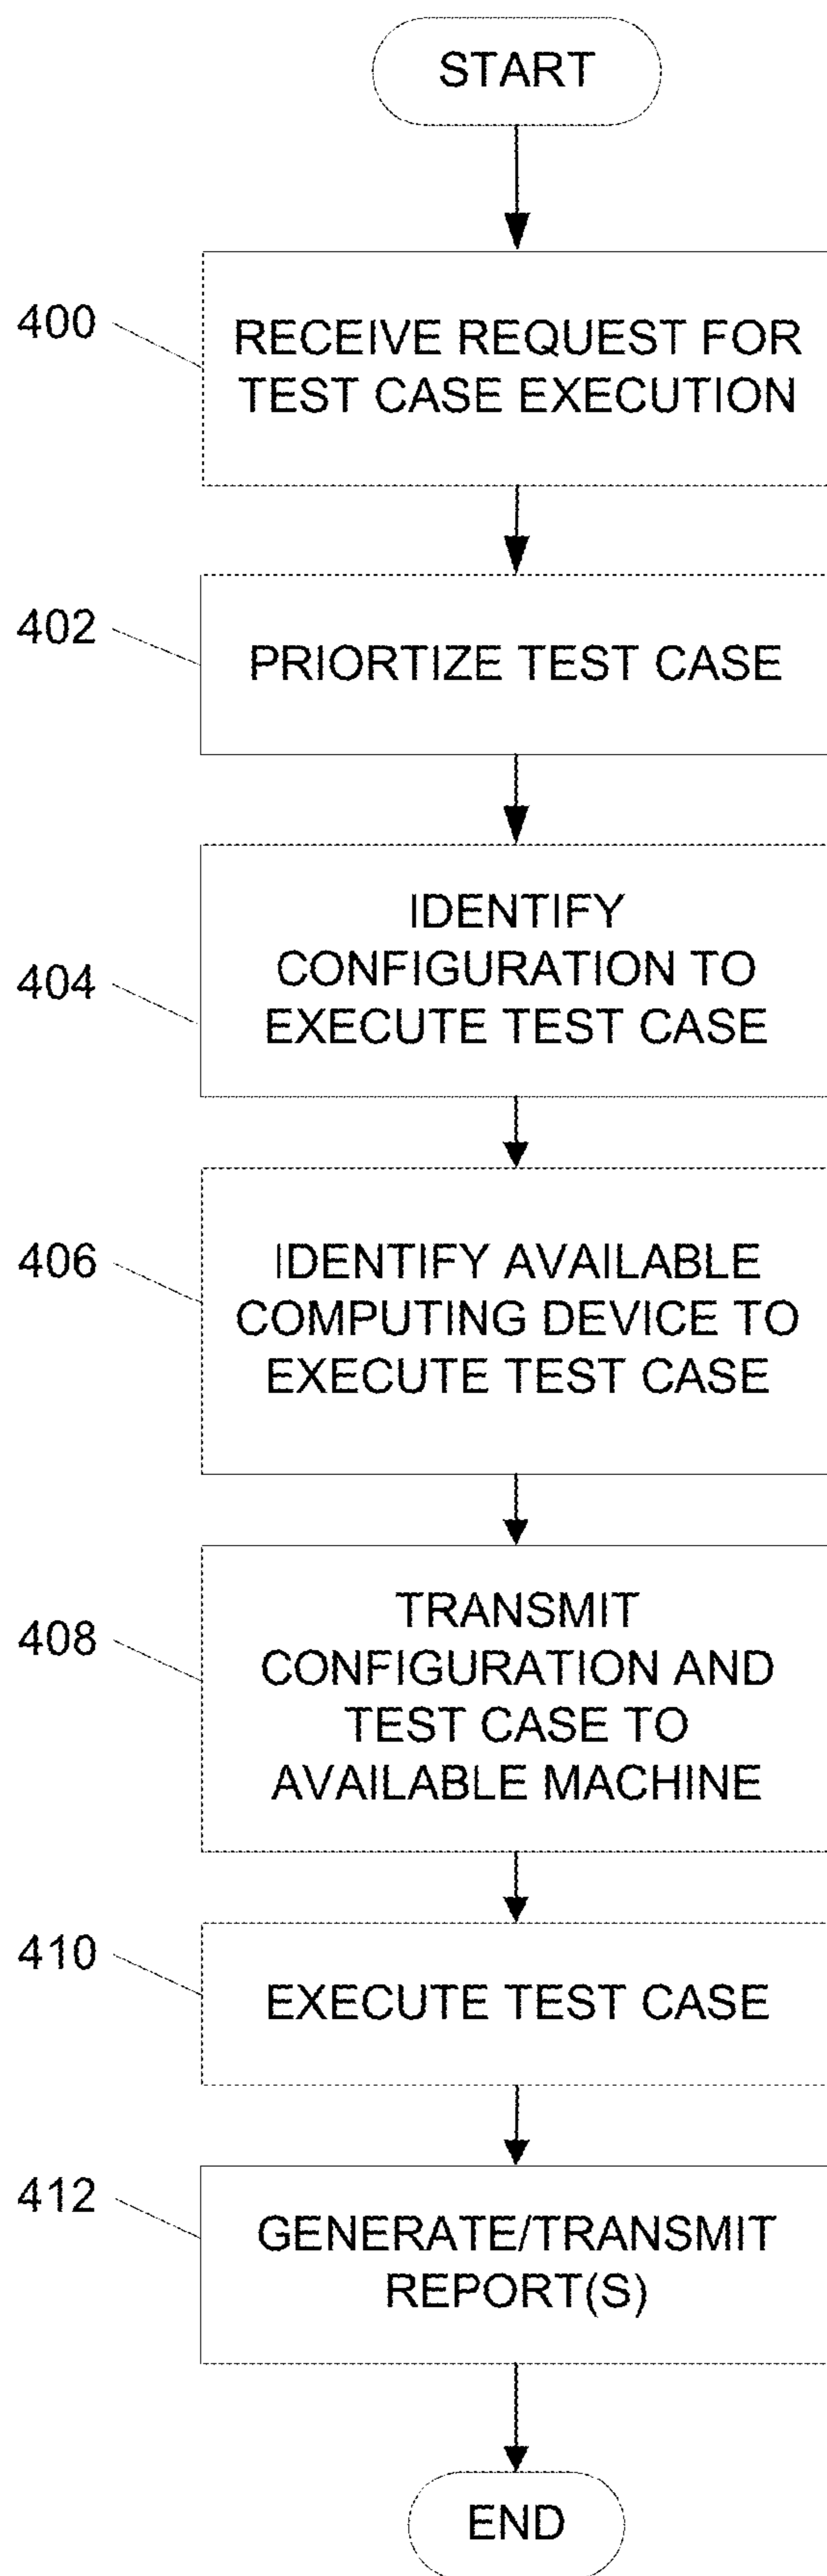 START
400
RECEIVE REQUEST FOR
TEST CASE EXECUTION
402
PRIORTIZE TEST CASE
404
IDENTIFY
CONFIGURATION TO
EXECUTE TEST CASE
406
IDENTIFY AVAILABLE
COMPUTING DEVICE TO
EXECUTE TEST CASE
408
TRANSMIT
CONFIGURATION AND
TEST CASE TO
AVAILABLE MACHINE
410
EXECUTE TEST CASE
412
GENERATE/TRANSMIT
REPORT(S)
END